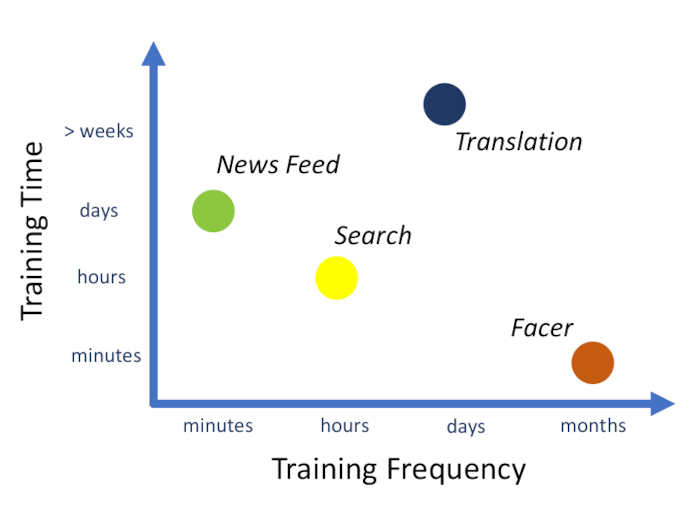 > weeks
Translation
News Feed
days
Search
hours
Facer
minutes
Training Time
minutes
hours
days
months
Training Frequency